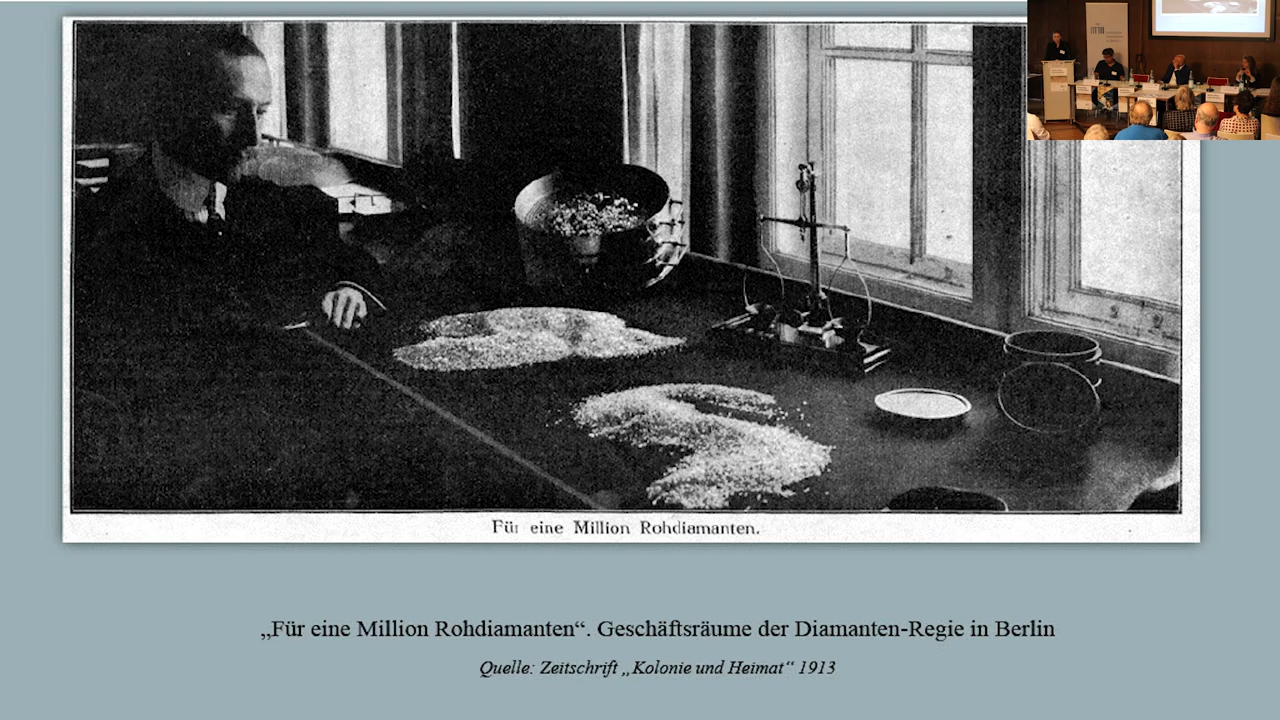 Für eine Million Rohdiamanten.
„Für eine Million Rohdiamanten“. Geschäftsräume der Diamanten-Regie in Berlin
Quelle: Zeitschrift „Kolonie und Heimat“ 1913